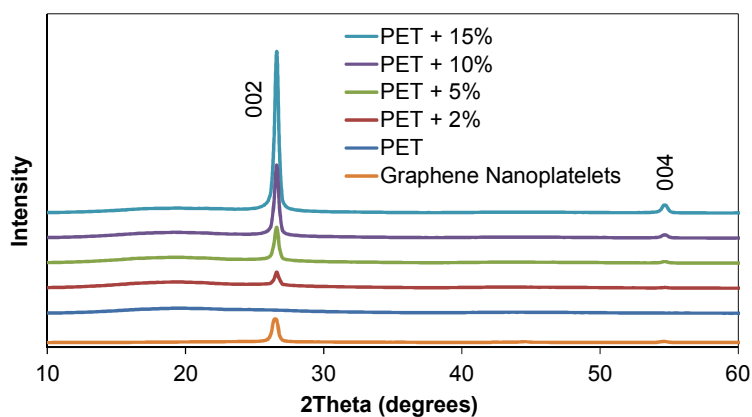 PET + 15%
PET + 10%
PET + 5%
PET + 2%
PET
Graphene Nanoplatelets
002
004
Intensity
10 20 30 40 50 60
2Theta (degrees)